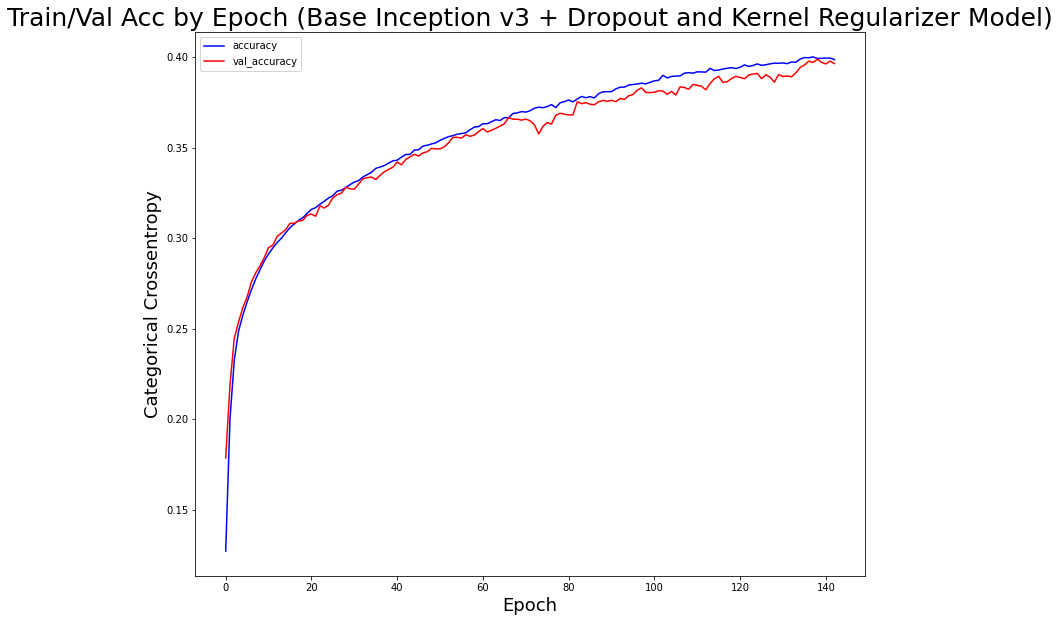 Train/Val Acc by Epoch (Base Inception v3 + Dropout and Kernel Regularizer Model)
accuracy
val_accuracy
Categorical Crossentropy
0.40
0.35
0.30
0.25
0.20
0.15
0 20 40 60 80 100 120 140
Epoch